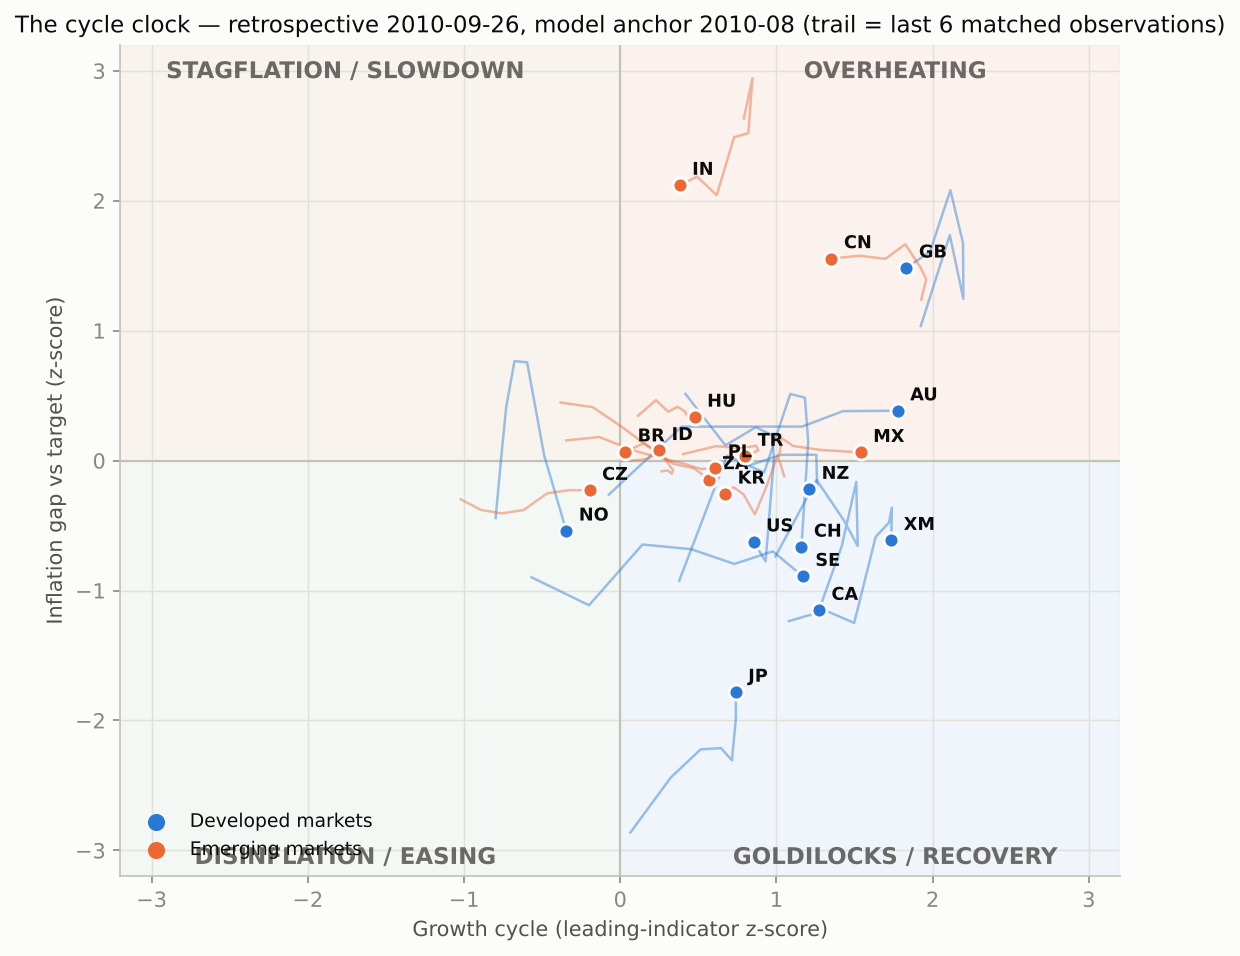 The cycle clock — retrospective 2010-09-26, model anchor 2010-08 (trail = last 6 matched observations)
STAGFLATION / SLOWDOWN
OVERHEATING
3
2
1
0
−1
−2
−3
Inflation gap vs target (z-score)
IN
CN
GB
AU
HU
MX
BR
ID
TR
PL
ZA
CZ
KR
NZ
NO
US
CH
XM
SE
CA
JP
Developed markets
Emerging markets
DISINFLATION / EASING
GOLDILOCKS / RECOVERY
−3
−2
−1
0
1
2
3
Growth cycle (leading-indicator z-score)